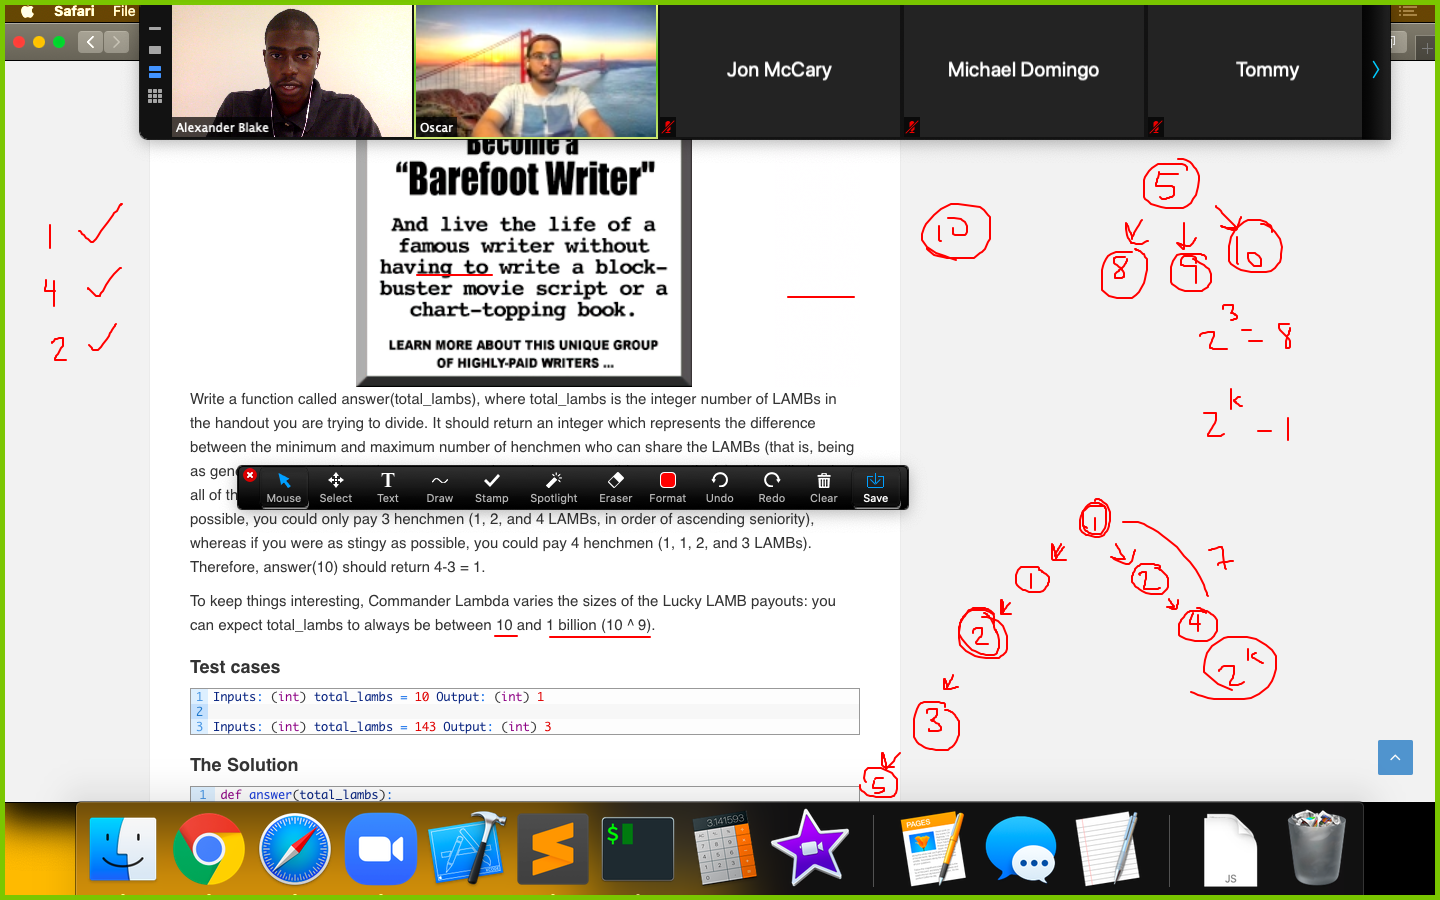 Safari File
Alexander Blake
Oscar
Jon McCary
Michael Domingo
Tommy
Become a
“Barefoot Writer"
And live the life of a
famous writer without
having to write a block-
buster movie script or a
chart-topping book.
LEARN MORE ABOUT THIS UNIQUE GROUP
OF HIGHLY-PAID WRITERS ...
1
4
2
10
5
8 9 10
2^3 = 8
2^k - 1
Write a function called answer(total_lambs), where total_lambs is the integer number of LAMBs in
the handout you are trying to divide. It should return an integer which represents the difference
between the minimum and maximum number of henchmen who can share the LAMBs (that is, being
as gene
Mouse Select Text Draw Stamp Spotlight Eraser Format Undo Redo Clear Save
all of th
possible, you could only pay 3 henchmen (1, 2, and 4 LAMBs, in order of ascending seniority),
whereas if you were as stingy as possible, you could pay 4 henchmen (1, 1, 2, and 3 LAMBs).
Therefore, answer(10) should return 4-3 = 1.
To keep things interesting, Commander Lambda varies the sizes of the Lucky LAMB payouts: you
can expect total_lambs to always be between 10 and 1 billion (10 ^ 9).
1
7
1 2
2 4
2^k
3
5
Test cases
1 Inputs: (int) total_lambs = 10 Output: (int) 1
2
3 Inputs: (int) total_lambs = 143 Output: (int) 3
The Solution
1 def answer(total_lambs):
$
3.141593
PAGES
JS